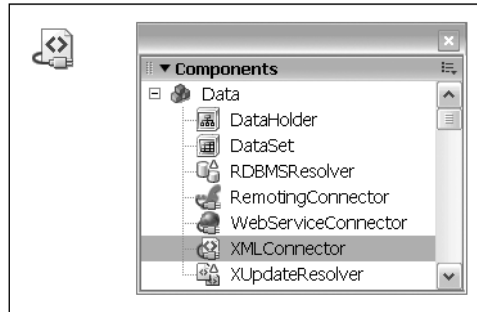 Components
Data
DataHolder
DataSet
RDBMSResolver
RemotingConnector
WebServiceConnector
XMLConnector
XUpdateResolver